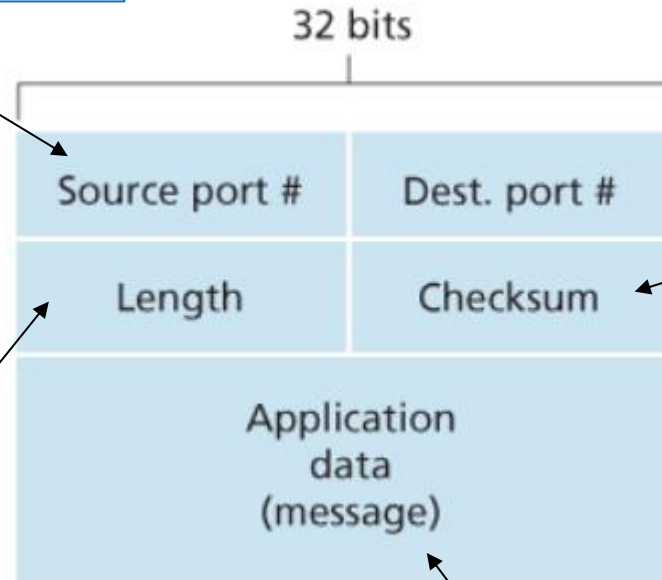 32 bits
Source port #
Dest. port #
Length
Checksum
Application
data
(message)